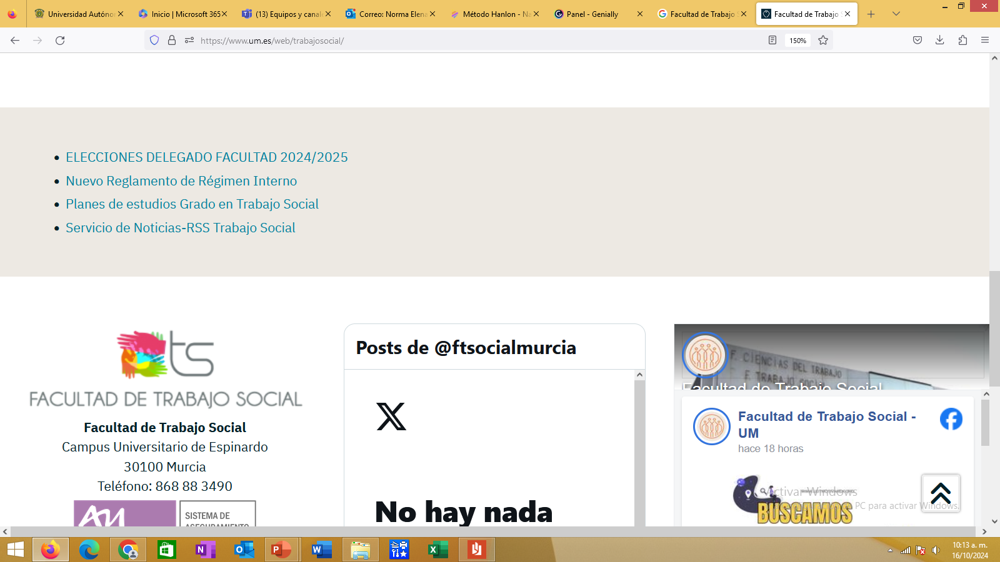 Universidad Autónom
Inicio | Microsoft 365
(13) Equipos y canale
Correo: Norma Elena
Método Hanlon - Na
Panel - Genially
Facultad de Trabajo S
Facultad de Trabajo S
https://www.um.es/web/trabajosocial/
150%
ELECCIONES DELEGADO FACULTAD 2024/2025
Nuevo Reglamento de Régimen Interno
Planes de estudios Grado en Trabajo Social
Servicio de Noticias-RSS Trabajo Social
ts
FACULTAD DE TRABAJO SOCIAL
Facultad de Trabajo Social
Campus Universitario de Espinardo
30100 Murcia
Teléfono: 868 88 3490
SISTEMA DE
ASEGURAMIENTO
Posts de @ftsocialmurcia
No hay nada
F. CIENCIAS DEL TRABAJO
F. TRABAJO SOCIAL
Facultad de Trabajo Social
Facultad de Trabajo Social -
UM
hace 18 horas
BUSCAMOS
Activar Windows
PC para activar Windows.
10:13 a. m.
16/10/2024